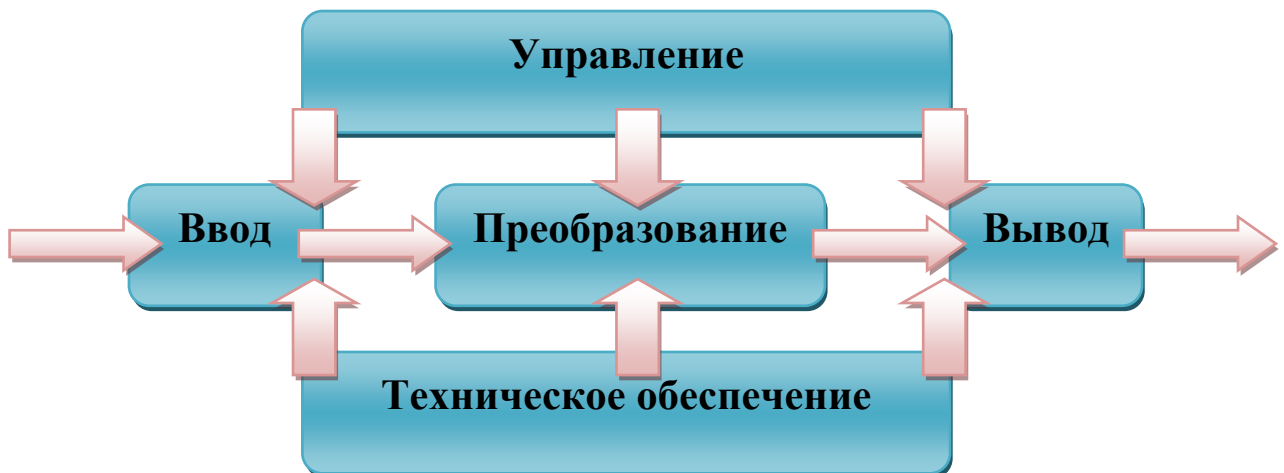 Управление
Ввод
Преобразование
Вывод
Техническое обеспечение